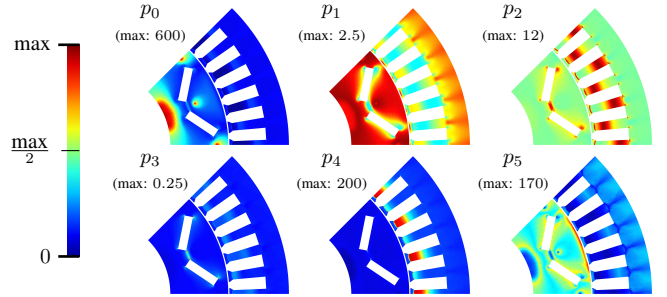 max
max
2
0
p₀
(max: 600)
p₁
(max: 2.5)
p₂
(max: 12)
p₃
(max: 0.25)
p₄
(max: 200)
p₅
(max: 170)